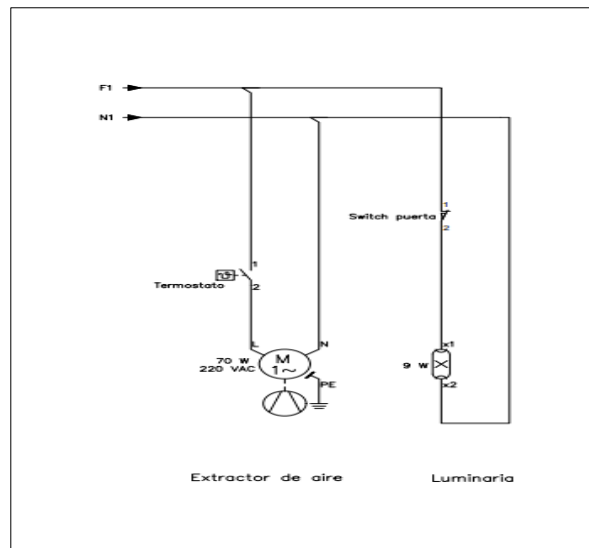 F1
N1
1
Switch puerta
2
1
Termostato
2
L
N
70 W
220 VAC
M
1~
PE
x1
9 W
x2
Extractor de aire
Luminaria